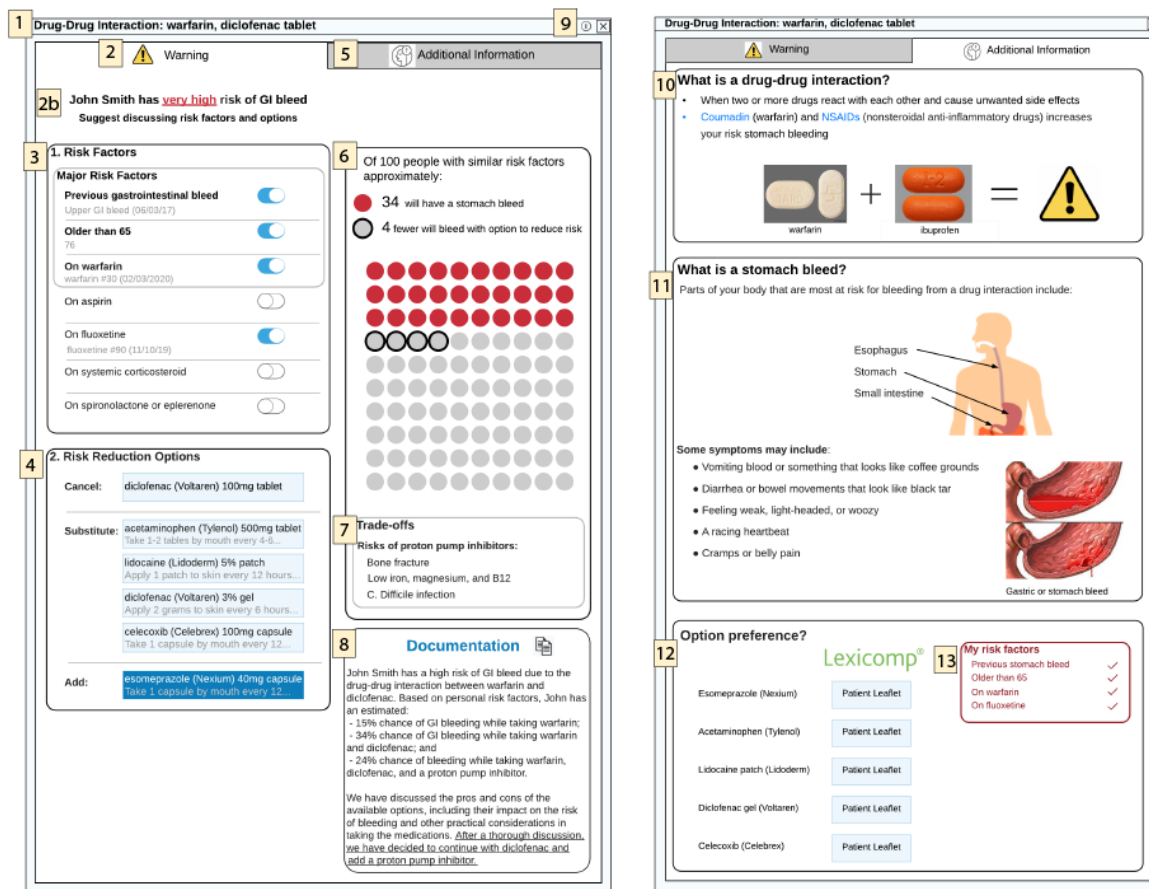 1
Drug-Drug Interaction: warfarin, diclofenac tablet
9
2
Warning
5
Additional Information
2b
John Smith has very high risk of GI bleed
Suggest discussing risk factors and options
3
1. Risk Factors
Major Risk Factors
Previous gastrointestinal bleed
Upper GI bleed (06/03/17)
Older than 65
76
On warfarin
warfarin #30 (02/03/2020)
On aspirin
On fluoxetine
fluoxetine #90 (11/10/19)
On systemic corticosteroid
On spironolactone or eplerenone
4
2. Risk Reduction Options
Cancel:
diclofenac (Voltaren) 100mg tablet
Substitute:
acetaminophen (Tylenol) 500mg tablet
Take 1-2 tables by mouth every 4-6...
lidocaine (Lidoderm) 5% patch
Apply 1 patch to skin every 12 hours...
diclofenac (Voltaren) 3% gel
Apply 2 grams to skin every 6 hours...
celecoxib (Celebrex) 100mg capsule
Take 1 capsule by mouth every 12...
Add:
esomeprazole (Nexium) 40mg capsule
Take 1 capsule by mouth every 12...
6
Of 100 people with similar risk factors
approximately:
34 will have a stomach bleed
4 fewer will bleed with option to reduce risk
7
Trade-offs
Risks of proton pump inhibitors:
Bone fracture
Low iron, magnesium, and B12
C. Difficile infection
8
Documentation
John Smith has a high risk of GI bleed due to the
drug-drug interaction between warfarin and
diclofenac. Based on personal risk factors, John has
an estimated:
- 15% chance of GI bleeding while taking warfarin;
- 34% chance of GI bleeding while taking warfarin
and diclofenac; and
- 24% chance of bleeding while taking warfarin,
diclofenac, and a proton pump inhibitor.
We have discussed the pros and cons of the
available options, including their impact on the risk
of bleeding and other practical considerations in
taking the medications. After a thorough discussion,
we have decided to continue with diclofenac and
add a proton pump inhibitor.
Drug-Drug Interaction: warfarin, diclofenac tablet
Warning
Additional Information
10
What is a drug-drug interaction?
• When two or more drugs react with each other and cause unwanted side effects
• Coumadin (warfarin) and NSAIDs (nonsteroidal anti-inflammatory drugs) increases
your risk stomach bleeding
+
=
warfarin
ibuprofen
11
What is a stomach bleed?
Parts of your body that are most at risk for bleeding from a drug interaction include:
Esophagus
Stomach
Small intestine
Some symptoms may include:
● Vomiting blood or something that looks like coffee grounds
● Diarrhea or bowel movements that look like black tar
● Feeling weak, light-headed, or woozy
● A racing heartbeat
● Cramps or belly pain
Gastric or stomach bleed
12
Option preference?
Lexicomp®
Esomeprazole (Nexium)
Patient Leaflet
Acetaminophen (Tylenol)
Patient Leaflet
Lidocaine patch (Lidoderm)
Patient Leaflet
Diclofenac gel (Voltaren)
Patient Leaflet
Celecoxib (Celebrex)
Patient Leaflet
13
My risk factors
Previous stomach bleed ✓
Older than 65 ✓
On warfarin ✓
On fluoxetine ✓